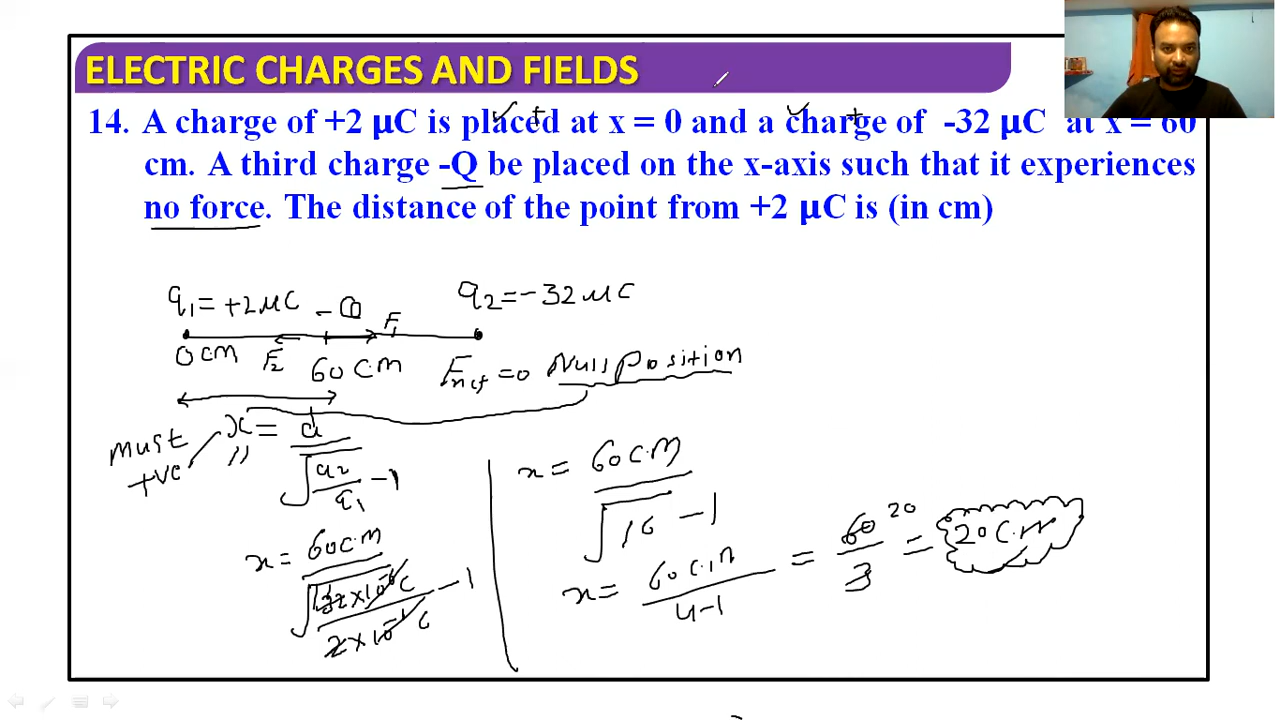 ELECTRIC CHARGES AND FIELDS
14. A charge of +2 μC is placed at x = 0 and a charge of -32 μC at x = 60
cm. A third charge -Q be placed on the x-axis such that it experiences
no force. The distance of the point from +2 μC is (in cm)
q1 = +2 μC -Q q2 = -32 μC
F1
0 cm F2 60 cm Fnet = 0 Null position
must +ve x = d / √(q2/q1) - 1
x = 60 cm / √(32 x 10^-6 C / 2 x 10^-6 C) - 1
x = 60 cm / √16 - 1
x = 60 cm / 4-1 = 60/3 20 = 20 cm